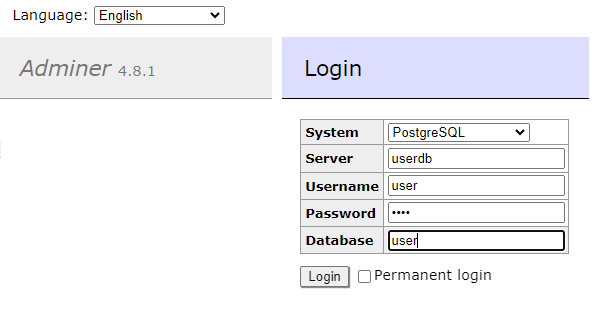 Language: English
Adminer 4.8.1
Login
System PostgreSQL
Server userdb
Username user
Password ••••
Database user
Login Permanent login